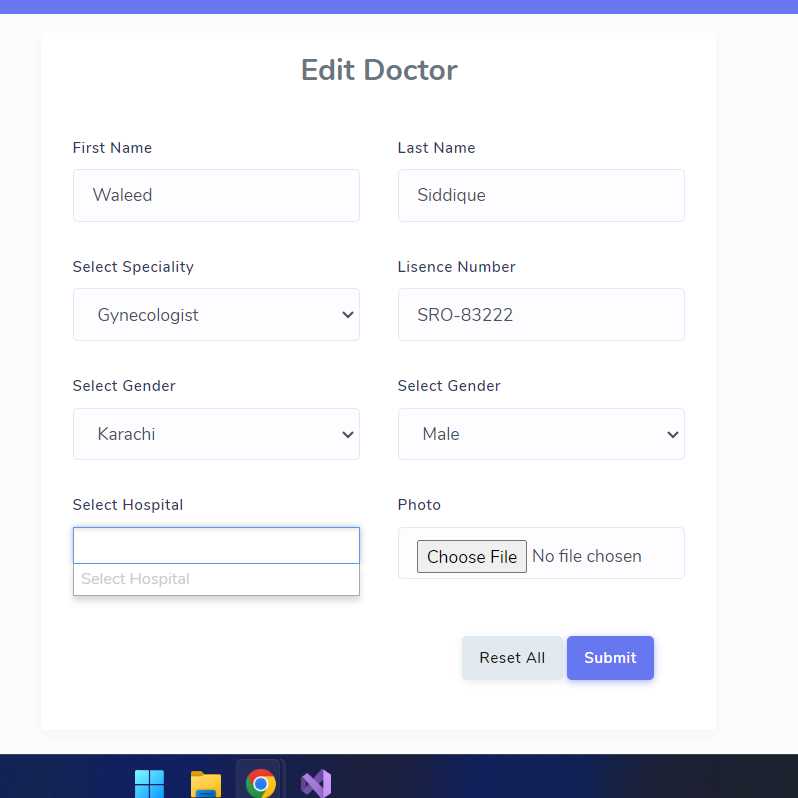 Edit Doctor
First Name
Last Name
Waleed
Siddique
Select Speciality
Lisence Number
Gynecologist
SRO-83222
Select Gender
Select Gender
Karachi
Male
Select Hospital
Photo
Choose File No file chosen
Select Hospital
Reset All
Submit